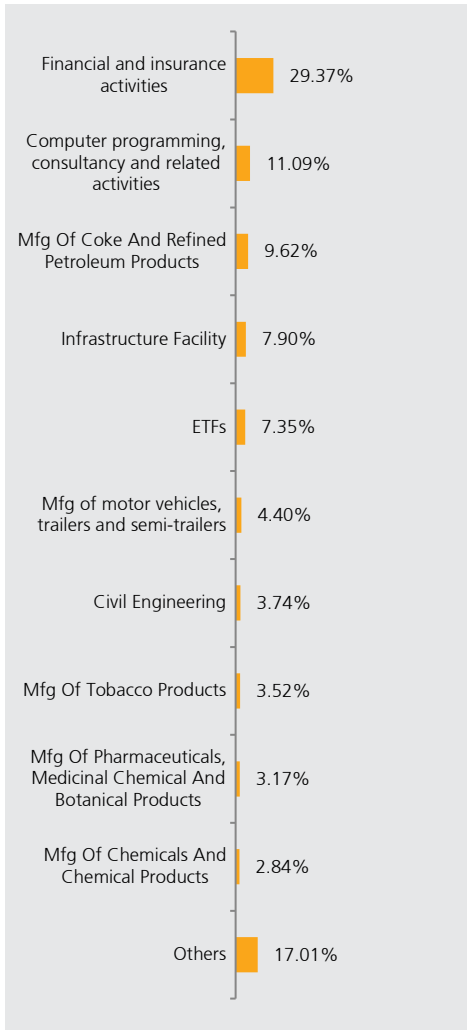 Financial and insurance
activities
29.37%
Computer programming,
consultancy and related
activities
11.09%
Mfg Of Coke And Refined
Petroleum Products
9.62%
Infrastructure Facility
7.90%
ETFs
7.35%
Mfg of motor vehicles,
trailers and semi-trailers
4.40%
Civil Engineering
3.74%
Mfg Of Tobacco Products
3.52%
Mfg Of Pharmaceuticals,
Medicinal Chemical And
Botanical Products
3.17%
Mfg Of Chemicals And
Chemical Products
2.84%
Others
17.01%